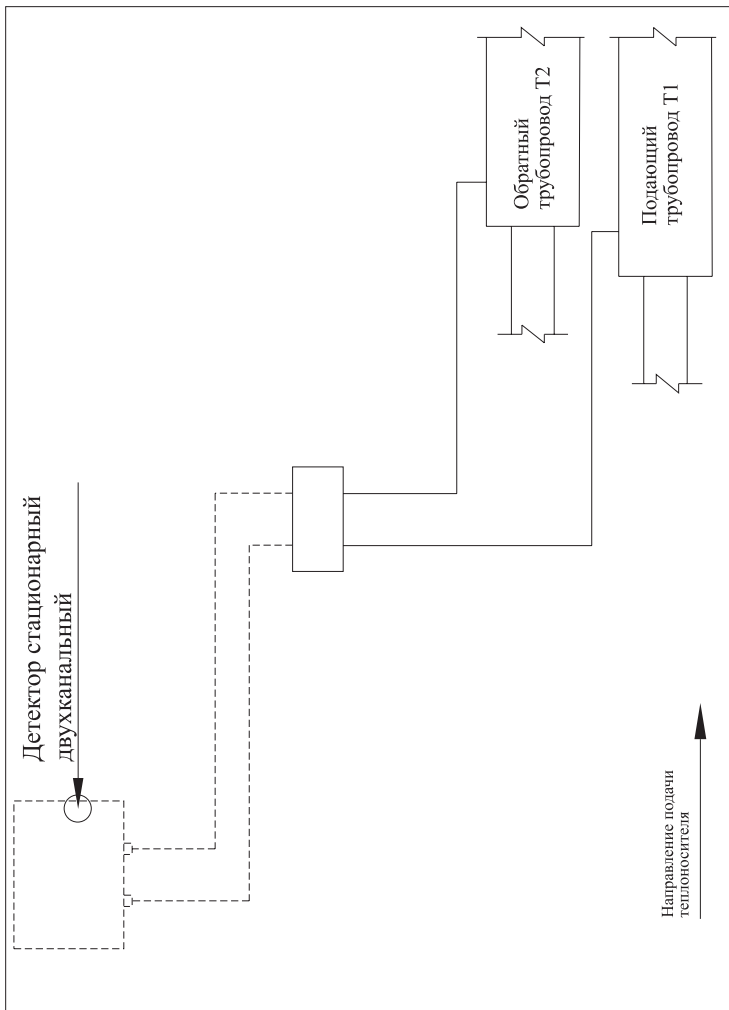 Детектор стационарный
двухканальный
Обратный
трубопровод Т2
Подающий
трубопровод Т1
Направление подачи
теплоносителя